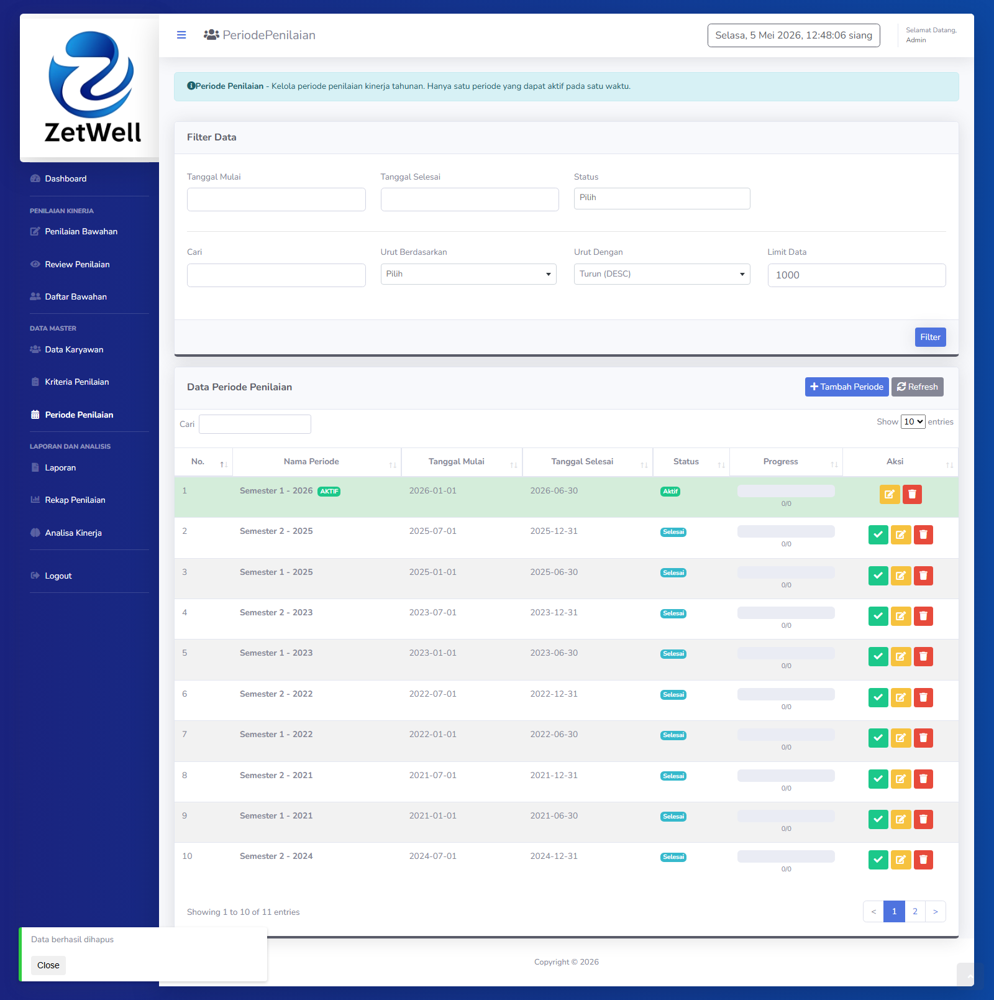 ZetWell
Dashboard
PENILAIAN KINERJA
Penilaian Bawahan
Review Penilaian
Daftar Bawahan
DATA MASTER
Data Karyawan
Kriteria Penilaian
Periode Penilaian
LAPORAN DAN ANALISIS
Laporan
Rekap Penilaian
Analisa Kinerja
Logout
PeriodePenilaian
Selasa, 5 Mei 2026, 12:48:06 siang
Selamat Datang,
Admin
Periode Penilaian - Kelola periode penilaian kinerja tahunan. Hanya satu periode yang dapat aktif pada satu waktu.
Filter Data
Tanggal Mulai Tanggal Selesai Status
Pilih
Cari Urut Berdasarkan Urut Dengan Limit Data
Pilih Turun (DESC) 1000
Filter
Data Periode Penilaian Tambah Periode Refresh
Cari Show 10 entries
No. Nama Periode Tanggal Mulai Tanggal Selesai Status Progress Aksi
1 Semester 1 - 2026 AKTIF 2026-01-01 2026-06-30 Aktif
0/0
2 Semester 2 - 2025 2025-07-01 2025-12-31 Selesai
0/0
3 Semester 1 - 2025 2025-01-01 2025-06-30 Selesai
0/0
4 Semester 2 - 2023 2023-07-01 2023-12-31 Selesai
0/0
5 Semester 1 - 2023 2023-01-01 2023-06-30 Selesai
0/0
6 Semester 2 - 2022 2022-07-01 2022-12-31 Selesai
0/0
7 Semester 1 - 2022 2022-01-01 2022-06-30 Selesai
0/0
8 Semester 2 - 2021 2021-07-01 2021-12-31 Selesai
0/0
9 Semester 1 - 2021 2021-01-01 2021-06-30 Selesai
0/0
10 Semester 2 - 2024 2024-07-01 2024-12-31 Selesai
0/0
Showing 1 to 10 of 11 entries < 1 2 >
Data berhasil dihapus
Close
Copyright © 2026